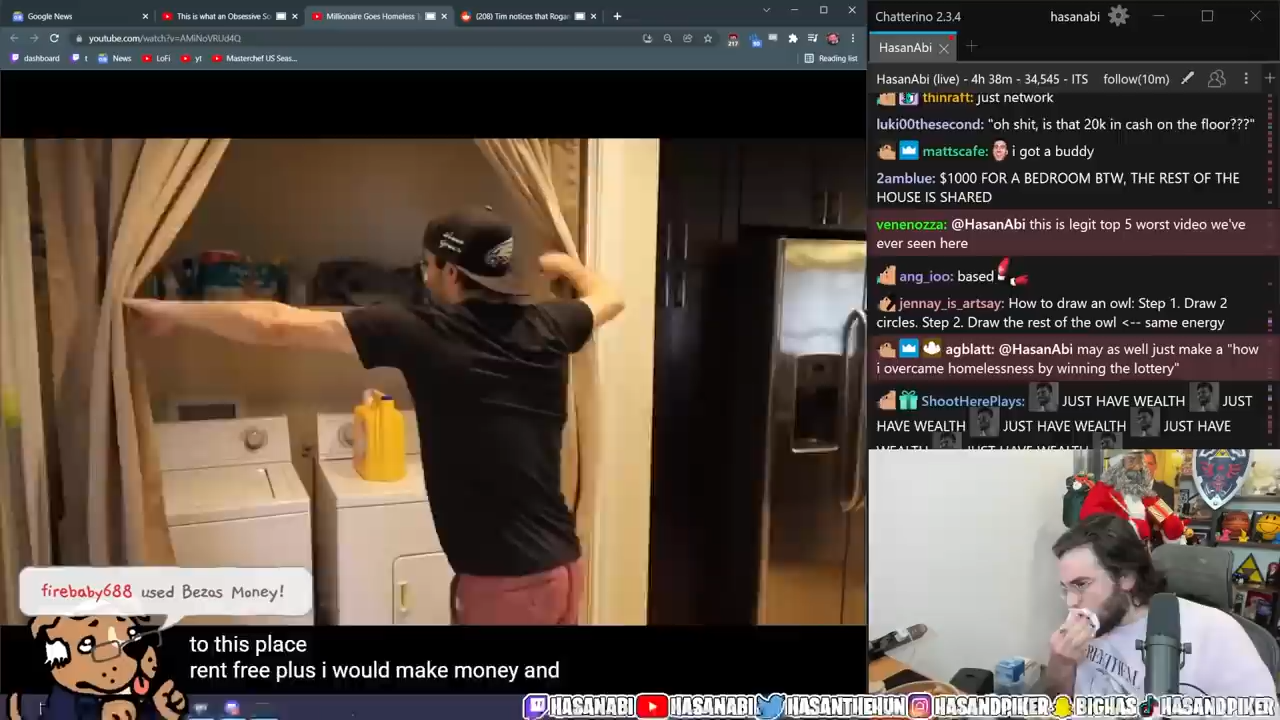 Google News
This is what an Obsessive So
Millionaire Goes Homeless
(208) Tim notices that Rogan
youtube.com/watch?v=AMiNoVRUd4Q
217
dashboard
t
News
LoFi
yt
Masterchef US Seas...
Reading list
firebaby688 used Bezos Money!
to this place
rent free plus i would make money and
Chatterino 2.3.4
hasanabi
HasanAbi
HasanAbi (live) - 4h 38m - 34,545 - ITS
follow(10m)
thinraft: just network
luki00thesecond: "oh shit, is that 20k in cash on the floor???"
mattscafe: i got a buddy
2amblue: $1000 FOR A BEDROOM BTW, THE REST OF THE
HOUSE IS SHARED
venenozza: @HasanAbi this is legit top 5 worst video we've
ever seen here
ang_ioo: based
jennay_is_artsay: How to draw an owl: Step 1. Draw 2
circles. Step 2. Draw the rest of the owl <-- same energy
agblatt: @HasanAbi may as well just make a "how
i overcame homelessness by winning the lottery"
ShootHerePlays: JUST HAVE WEALTH JUST
HAVE WEALTH JUST HAVE WEALTH JUST HAVE
WEALTH JUST HAVE WEALTH
HASANABI HASANABI HASANTHEHUN HASANDPIKER BIGHAS HASANDPIKER